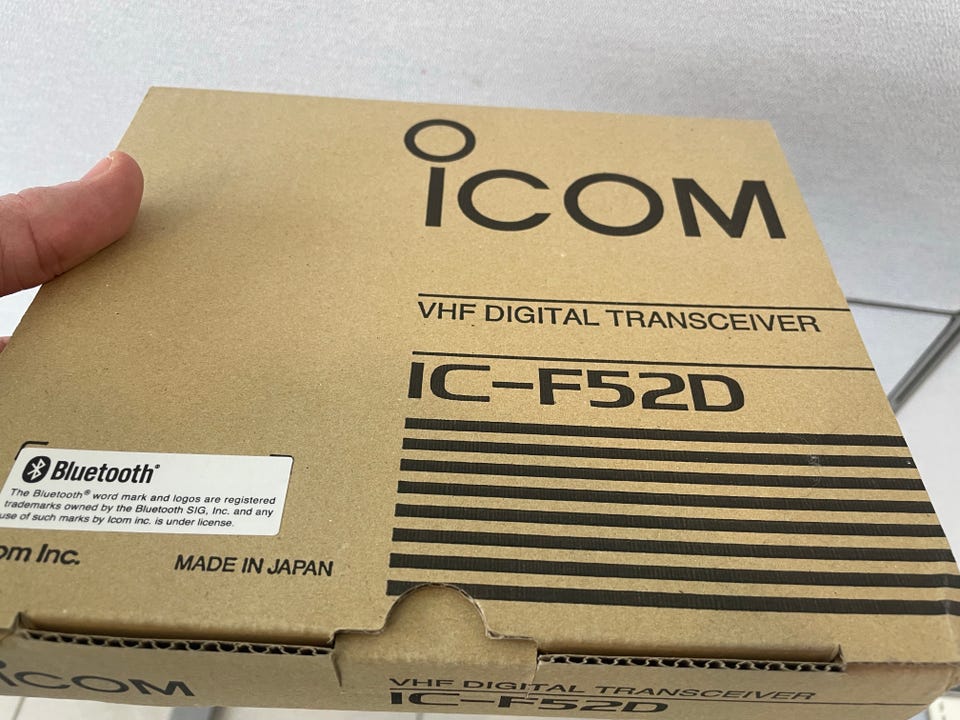 ICOM
VHF DIGITAL TRANSCEIVER
IC-F52D
Bluetooth®
The Bluetooth® word mark and logos are registered
trademarks owned by the Bluetooth SIG, Inc. and any
use of such marks by Icom inc. is under license.
om Inc.
MADE IN JAPAN
ICOM
VHF DIGITAL TRANSCEIVER
IC-F52D